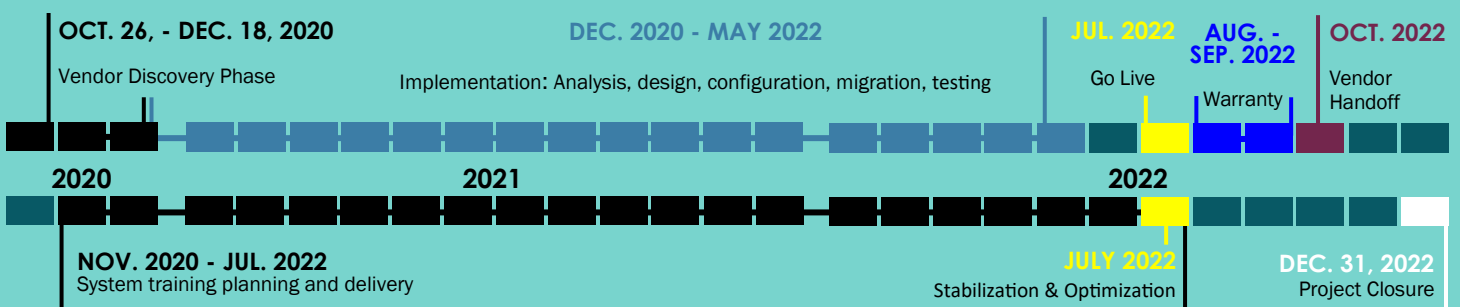 OCT. 26, - DEC. 18, 2020
Vendor Discovery Phase
DEC. 2020 - MAY 2022
Implementation: Analysis, design, configuration, migration, testing
JUL. 2022
Go Live
AUG. -
SEP. 2022
Warranty
OCT. 2022
Vendor
Handoff
2020
2021
2022
NOV. 2020 - JUL. 2022
System training planning and delivery
JULY 2022
Stabilization & Optimization
DEC. 31, 2022
Project Closure